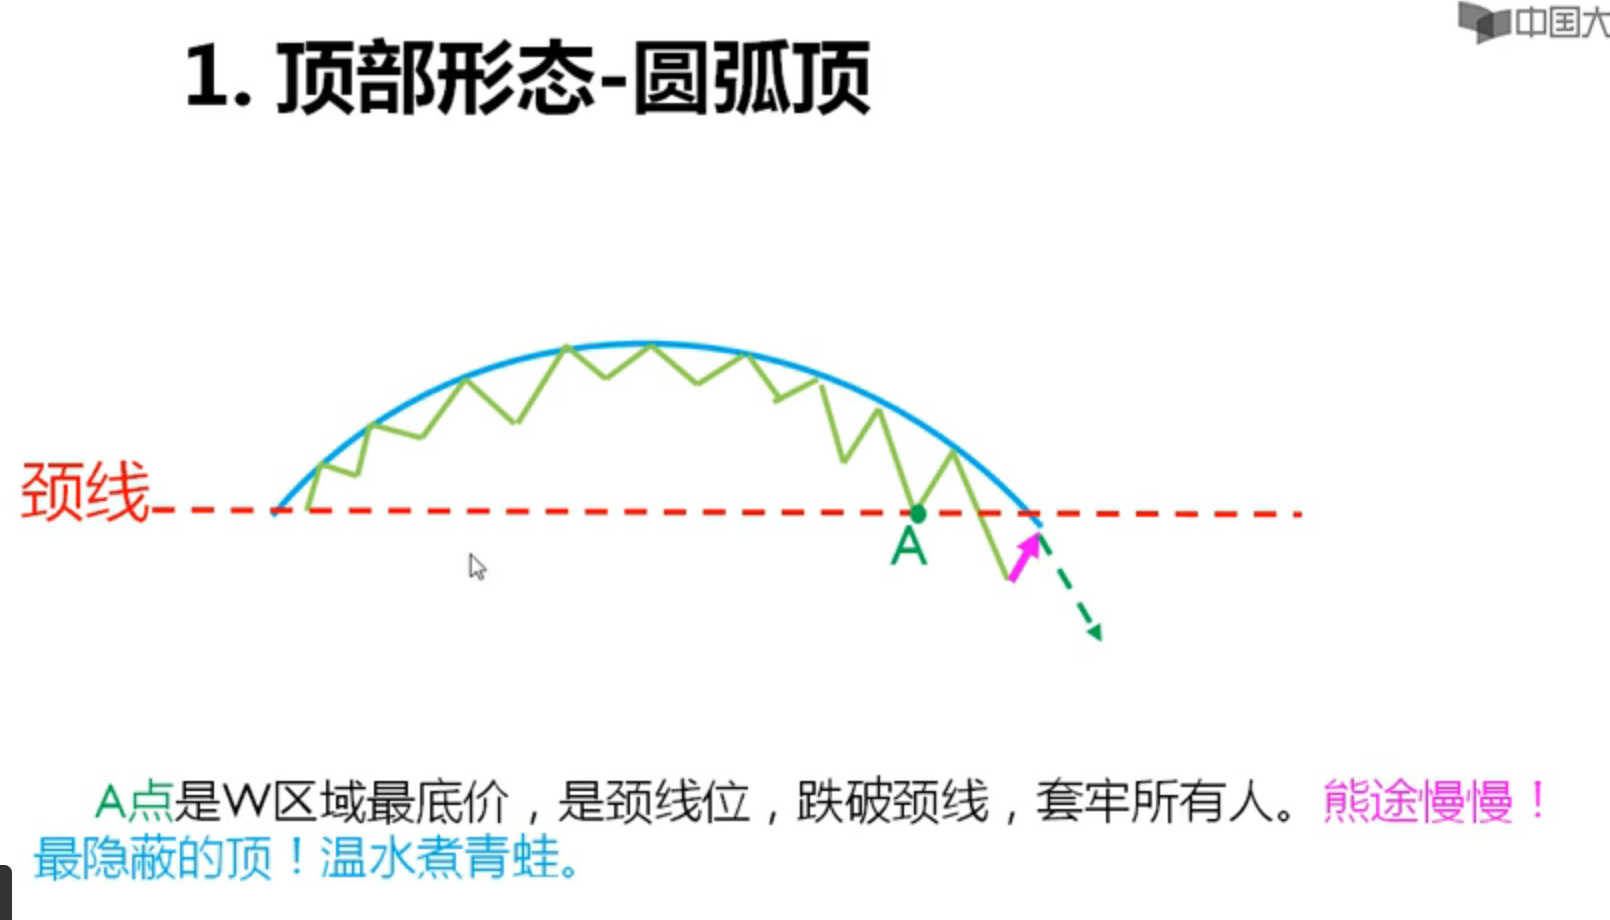 中国大
1. 顶部形态-圆弧顶
颈线
A
A点是W区域最底价，是颈线位，跌破颈线，套牢所有人。熊途慢慢！
最隐蔽的顶！温水煮青蛙。